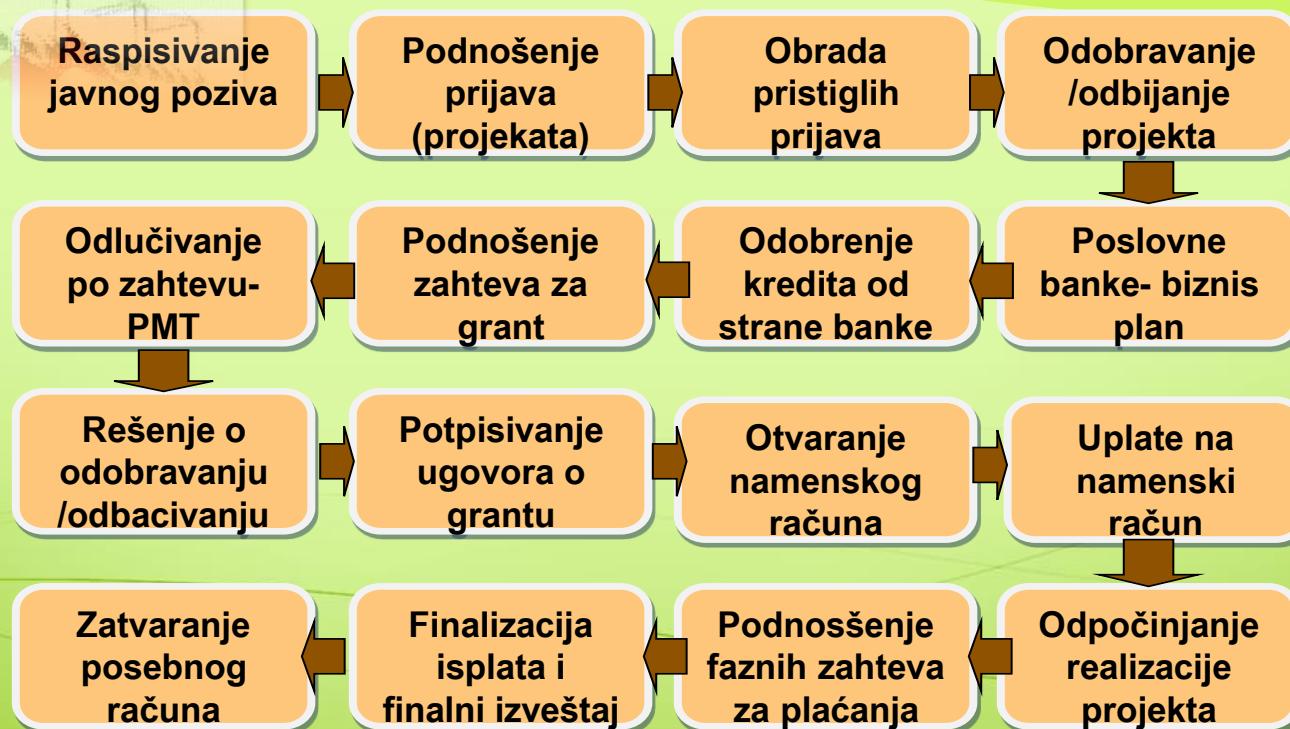 Raspisivanje
javnog poziva
Podnošenje
prijava
(projekata)
Obrada
pristiglih
prijava
Odobravanje
/odbijanje
projekta
Odlučivanje
po zahtevu-
PMT
Podnošenje
zahteva za
grant
Odobrenje
kredita od
strane banke
Poslovne
banke- biznis
plan
Rešenje o
odobravanju
/odbacivanju
Potpisivanje
ugovora o
grantu
Otvaranje
namenskog
računa
Uplate na
namenski
račun
Zatvaranje
posebnog
računa
Finalizacija
isplata i
finalni izveštaj
Podnosšenje
faznih zahteva
za plaćanja
Odpočinjanje
realizacije
projekta